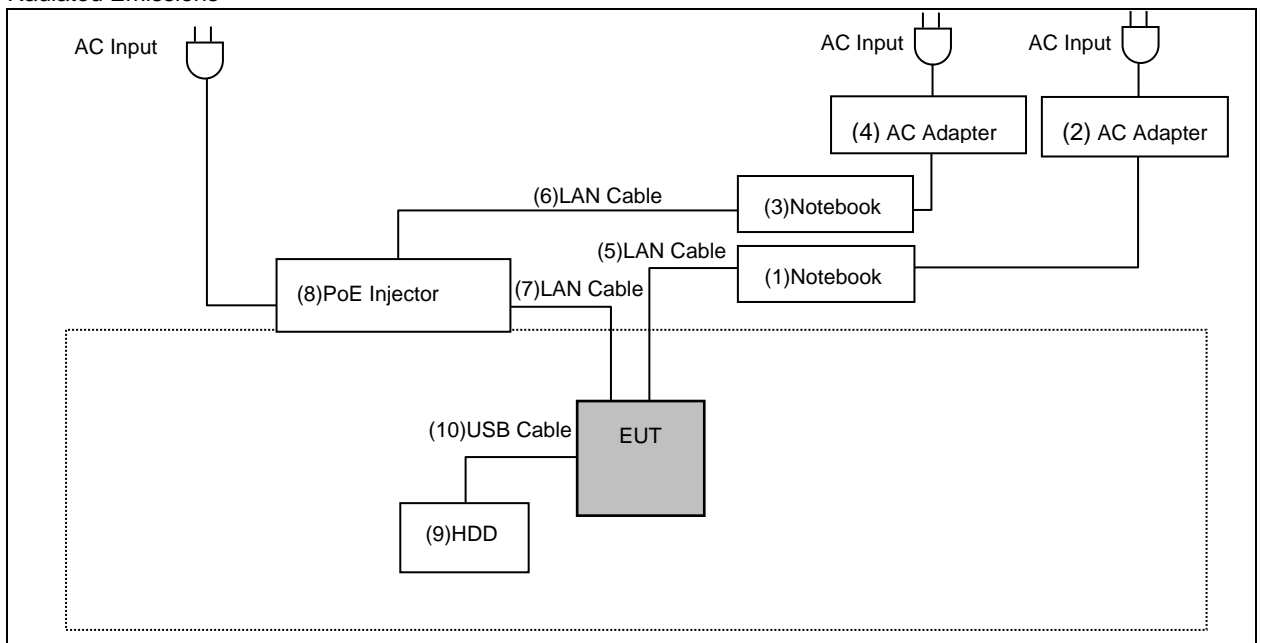 Radiated Emissions
AC Input
AC Input
AC Input
(4) AC Adapter
(2) AC Adapter
(6)LAN Cable
(3)Notebook
(5)LAN Cable
(1)Notebook
(8)PoE Injector
(7)LAN Cable
(10)USB Cable
EUT
(9)HDD